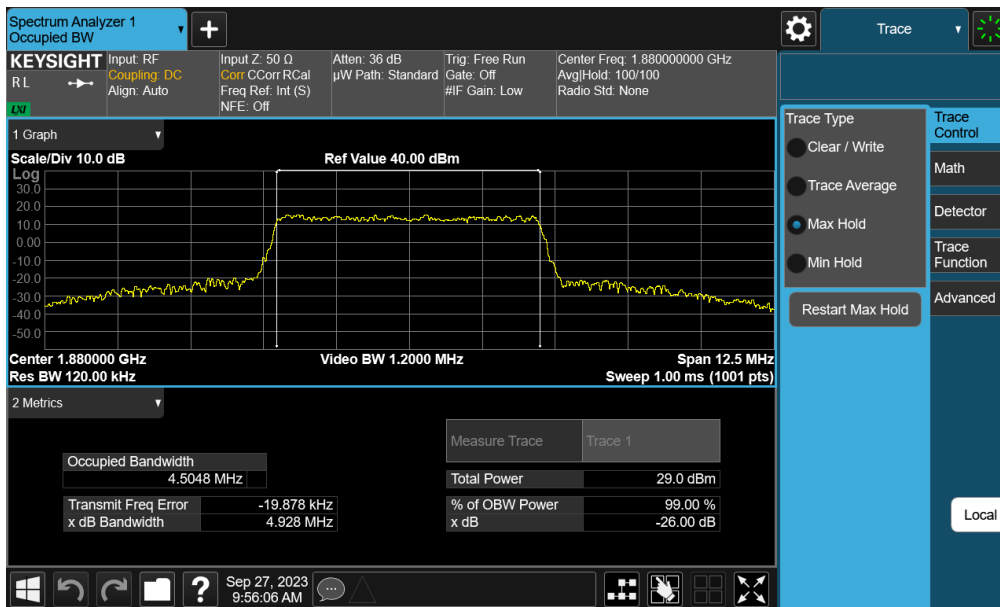 Spectrum Analyzer 1
Occupied BW
Trace
KEYSIGHT
R L
LXI
Input: RF
Coupling: DC
Align: Auto
Input Z: 50 Ω
Corr CCorr RCal
Freq Ref: Int (S)
NFE: Off
Atten: 36 dB
µW Path: Standard
Trig: Free Run
Gate: Off
#IF Gain: Low
Center Freq: 1.880000000 GHz
Avg|Hold: 100/100
Radio Std: None
1 Graph
Scale/Div 10.0 dB
Ref Value 40.00 dBm
Log
30.0
20.0
10.0
0.00
-10.0
-20.0
-30.0
-40.0
-50.0
Center 1.880000 GHz
Video BW 1.2000 MHz
Span 12.5 MHz
Res BW 120.00 kHz
Sweep 1.00 ms (1001 pts)
2 Metrics
Measure Trace
Trace 1
Occupied Bandwidth
4.5048 MHz
Total Power
29.0 dBm
Transmit Freq Error
-19.878 kHz
% of OBW Power
99.00 %
x dB Bandwidth
4.928 MHz
x dB
-26.00 dB
Trace Type
Clear / Write
Trace Average
Max Hold
Min Hold
Restart Max Hold
Trace
Control
Math
Detector
Trace
Function
Advanced
Local
?
Sep 27, 2023
9:56:06 AM